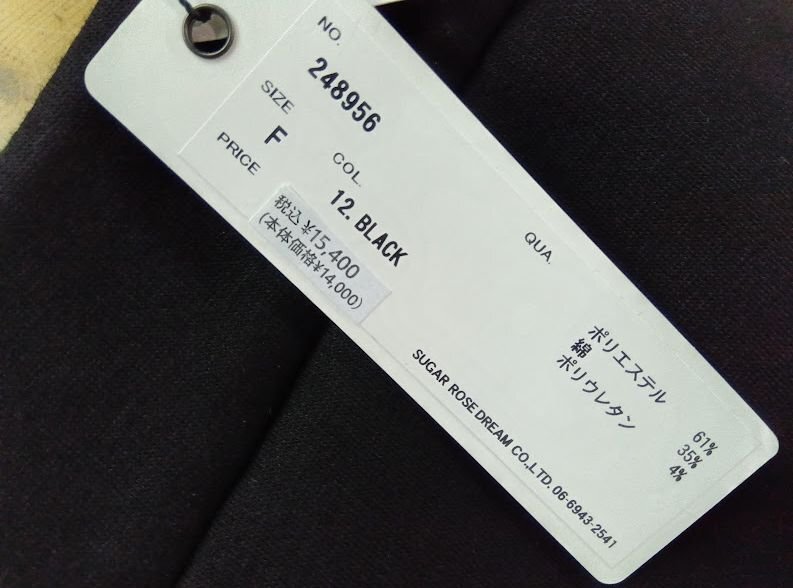 NO.
248956
SIZE
F
COL.
12. BLACK
PRICE
税込 ¥15,400
(本体価格¥14,000)
QUA.
ポリエステル 61%
綿 35%
ポリウレタン 4%
SUGAR ROSE DREAM CO.,LTD. 06-6943-2541